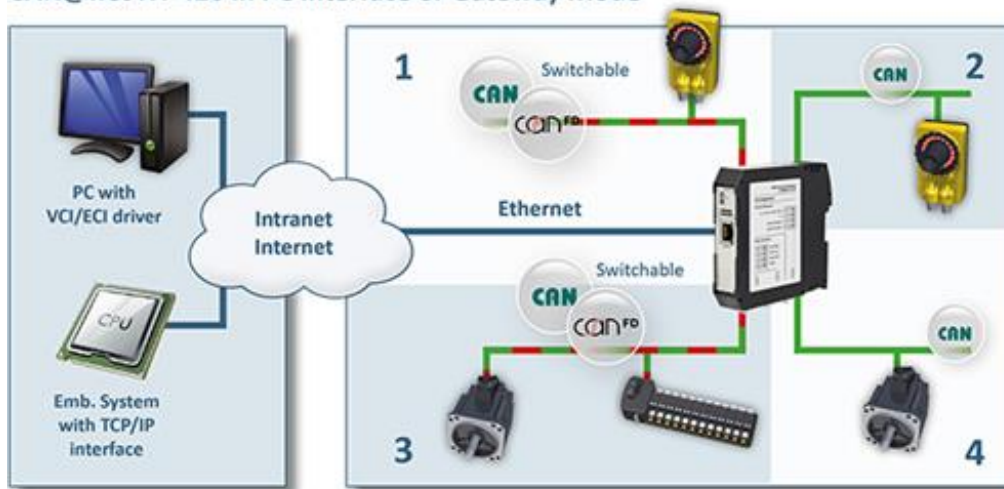 1
Switchable
CAN
CAN FD
2
CAN
PC with
VCI/ECI driver
Intranet
Internet
Ethernet
Switchable
CAN
CAN FD
CPU
CAN
Emb. System
with TCP/IP
interface
3
4